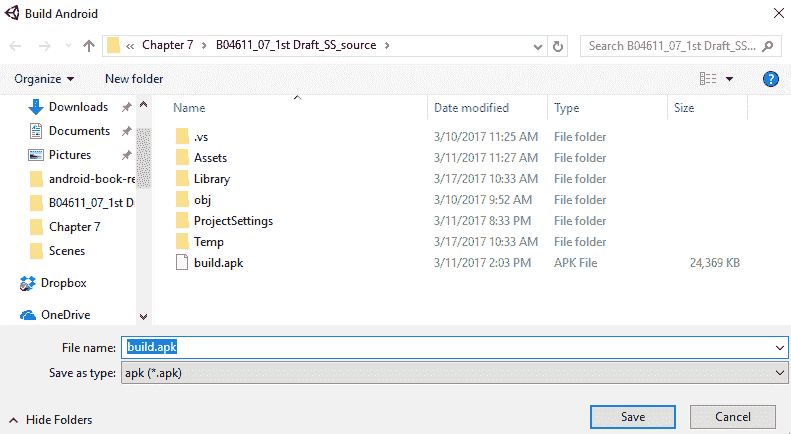 Build Android
« Chapter 7 > B04611_07_1st Draft_SS_source >
Search B04611_07_1st Draft_SS...
Organize New folder
Name Date modified Type Size
Downloads
Documents
Pictures
android-book-re
B04611_07_1st Dr
Chapter 7
Scenes
Dropbox
OneDrive
.vs 3/10/2017 11:25 AM File folder
Assets 3/11/2017 11:27 AM File folder
Library 3/17/2017 10:33 AM File folder
obj 3/10/2017 9:52 AM File folder
ProjectSettings 3/11/2017 8:33 PM File folder
Temp 3/17/2017 10:33 AM File folder
build.apk 3/11/2017 2:03 PM APK File 24,369 KB
File name: build.apk
Save as type: apk (*.apk)
Hide Folders Save Cancel